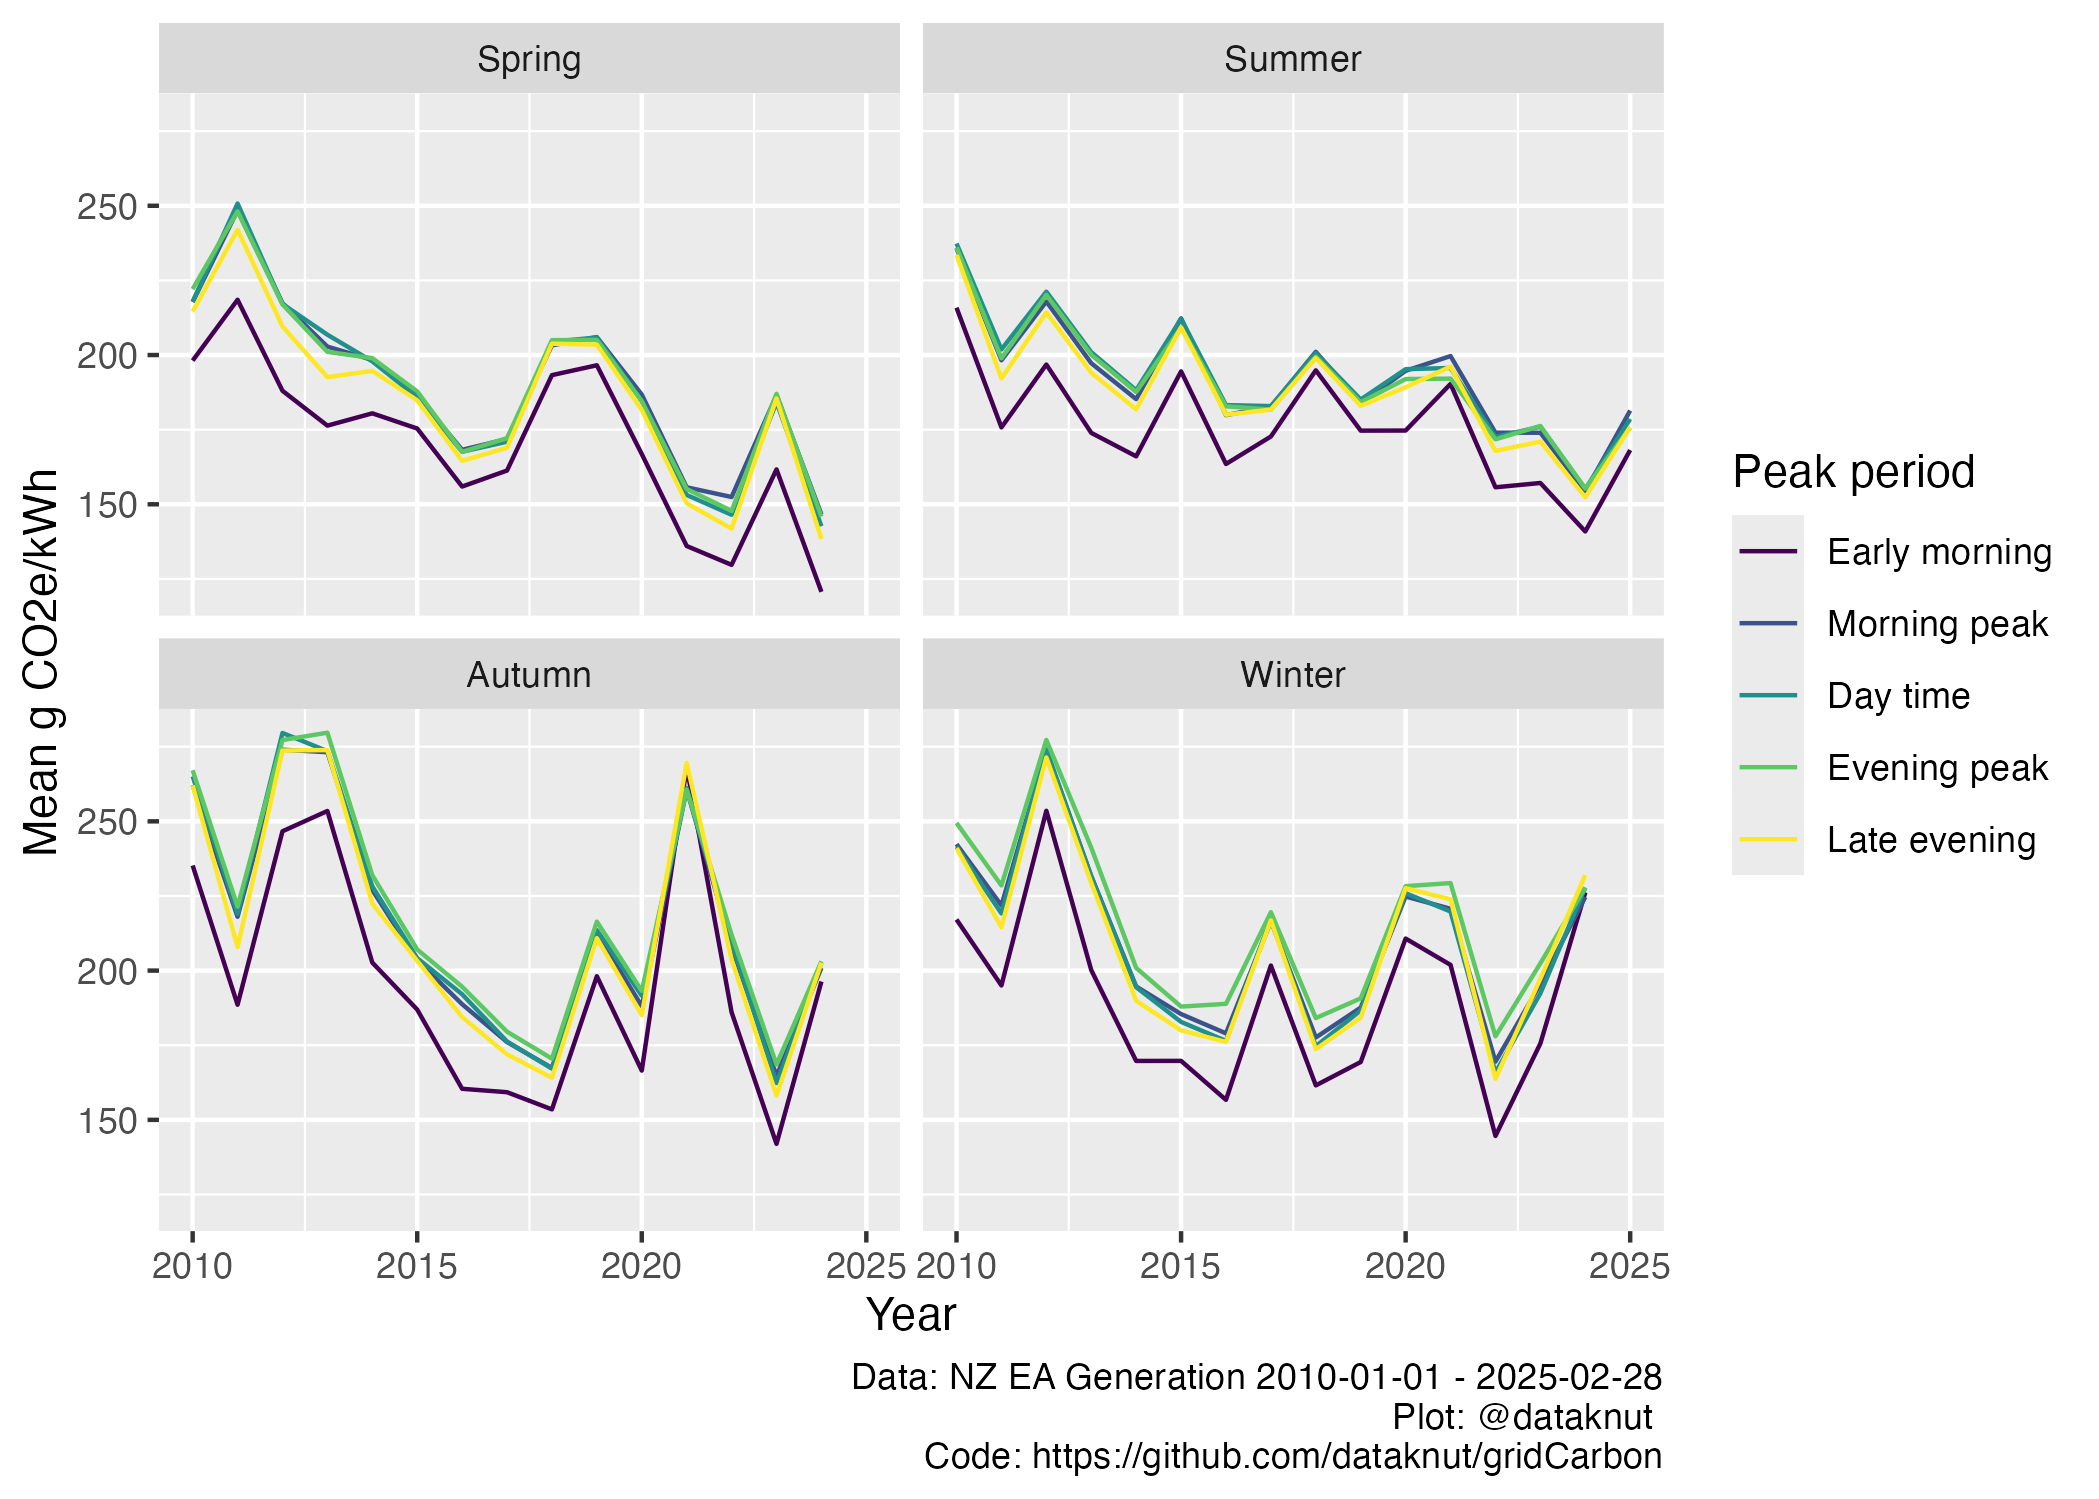 Spring
Summer
250
200
150
Mean g CO2e/kWh
Autumn
Winter
250
200
150
2010 2015 2020 2025 2010 2015 2020 2025
Year
Peak period
Early morning
Morning peak
Day time
Evening peak
Late evening
Data: NZ EA Generation 2010-01-01 - 2025-02-28
Plot: @dataknut
Code: https://github.com/dataknut/gridCarbon